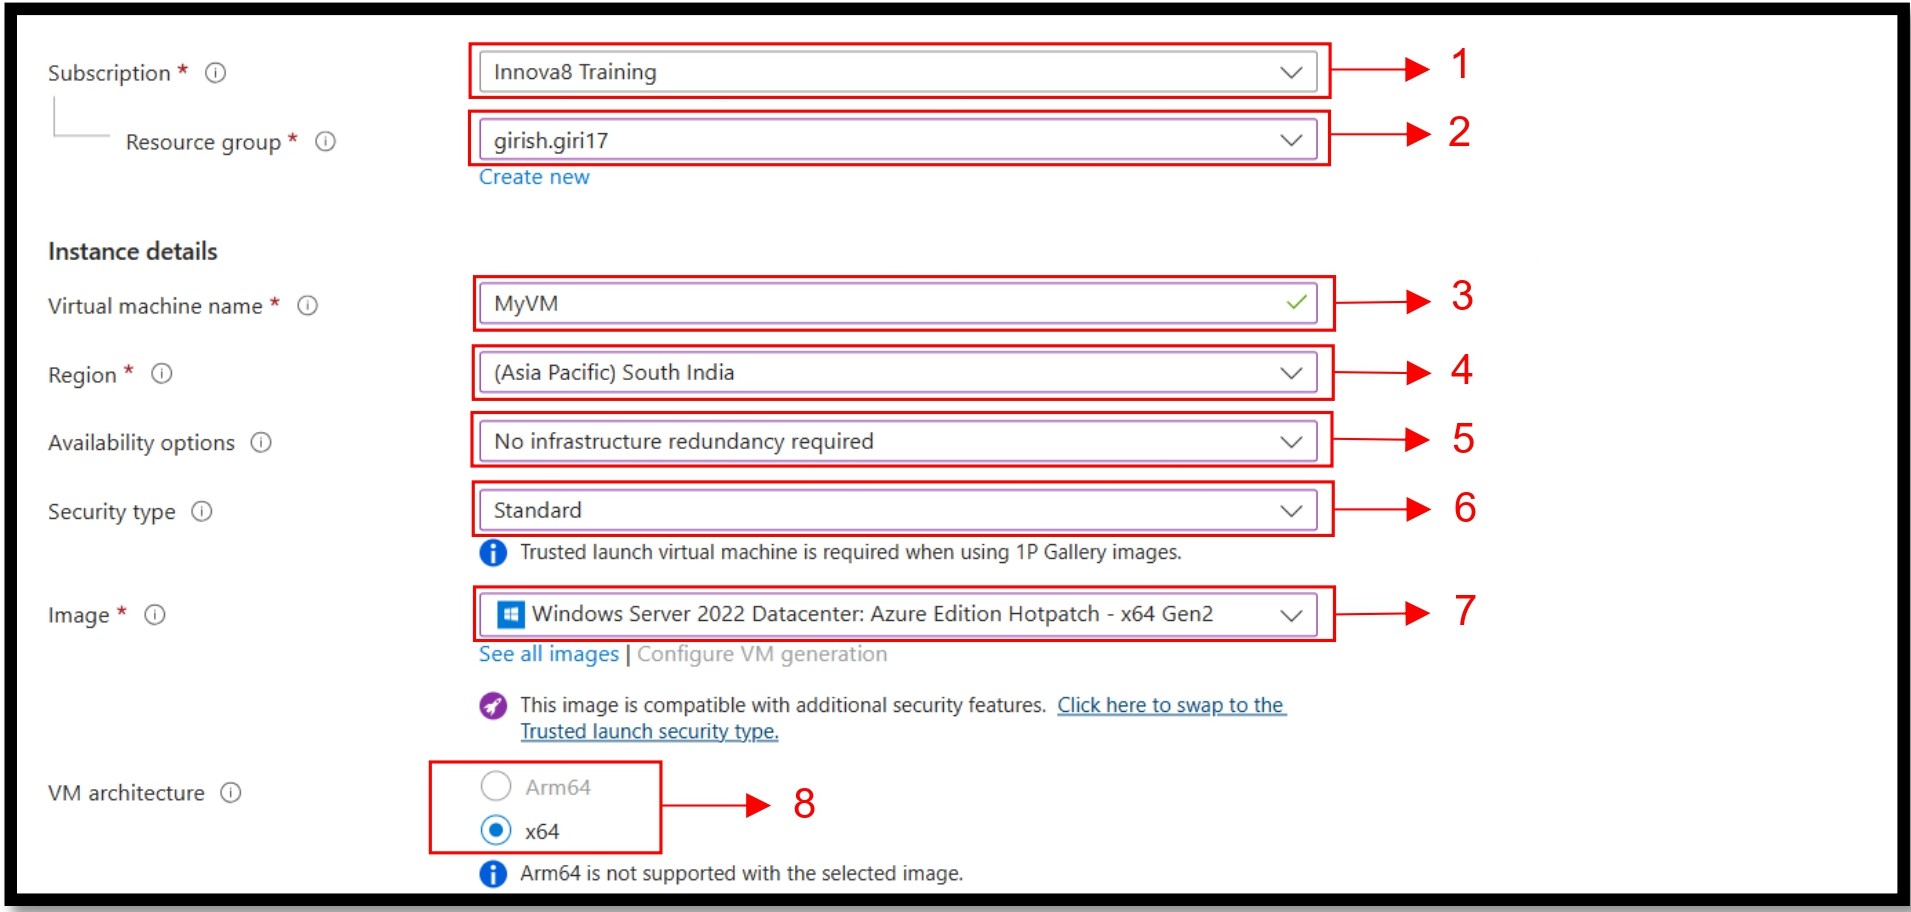 Subscription * Innova8 Training 1
Resource group * girish.giri17 2
Create new
Instance details
Virtual machine name * MyVM 3
Region * (Asia Pacific) South India 4
Availability options No infrastructure redundancy required 5
Security type Standard 6
Trusted launch virtual machine is required when using 1P Gallery images.
Image * Windows Server 2022 Datacenter: Azure Edition Hotpatch - x64 Gen2 7
See all images | Configure VM generation
This image is compatible with additional security features. Click here to swap to the
Trusted launch security type.
VM architecture Arm64 8
x64
Arm64 is not supported with the selected image.